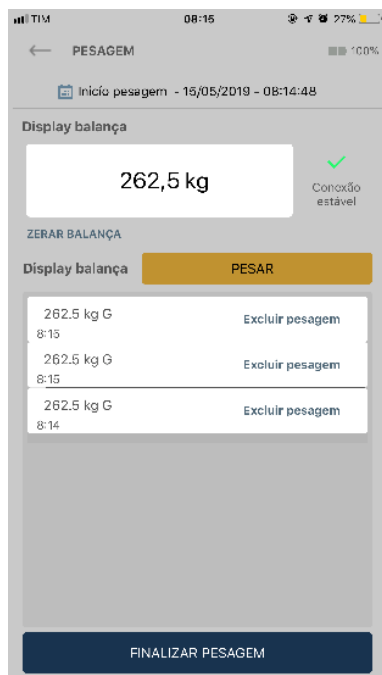 TIM 08:15 27%
PESAGEM 100%
Inicío pesagem - 15/05/2019 - 08:14:48
Display balança
262,5 kg
Conexão
estável
ZERAR BALANÇA
Display balança PESAR
262.5 kg G
Excluir pesagem
8:15
262.5 kg G
Excluir pesagem
8:15
262.5 kg G
Excluir pesagem
8:14
FINALIZAR PESAGEM